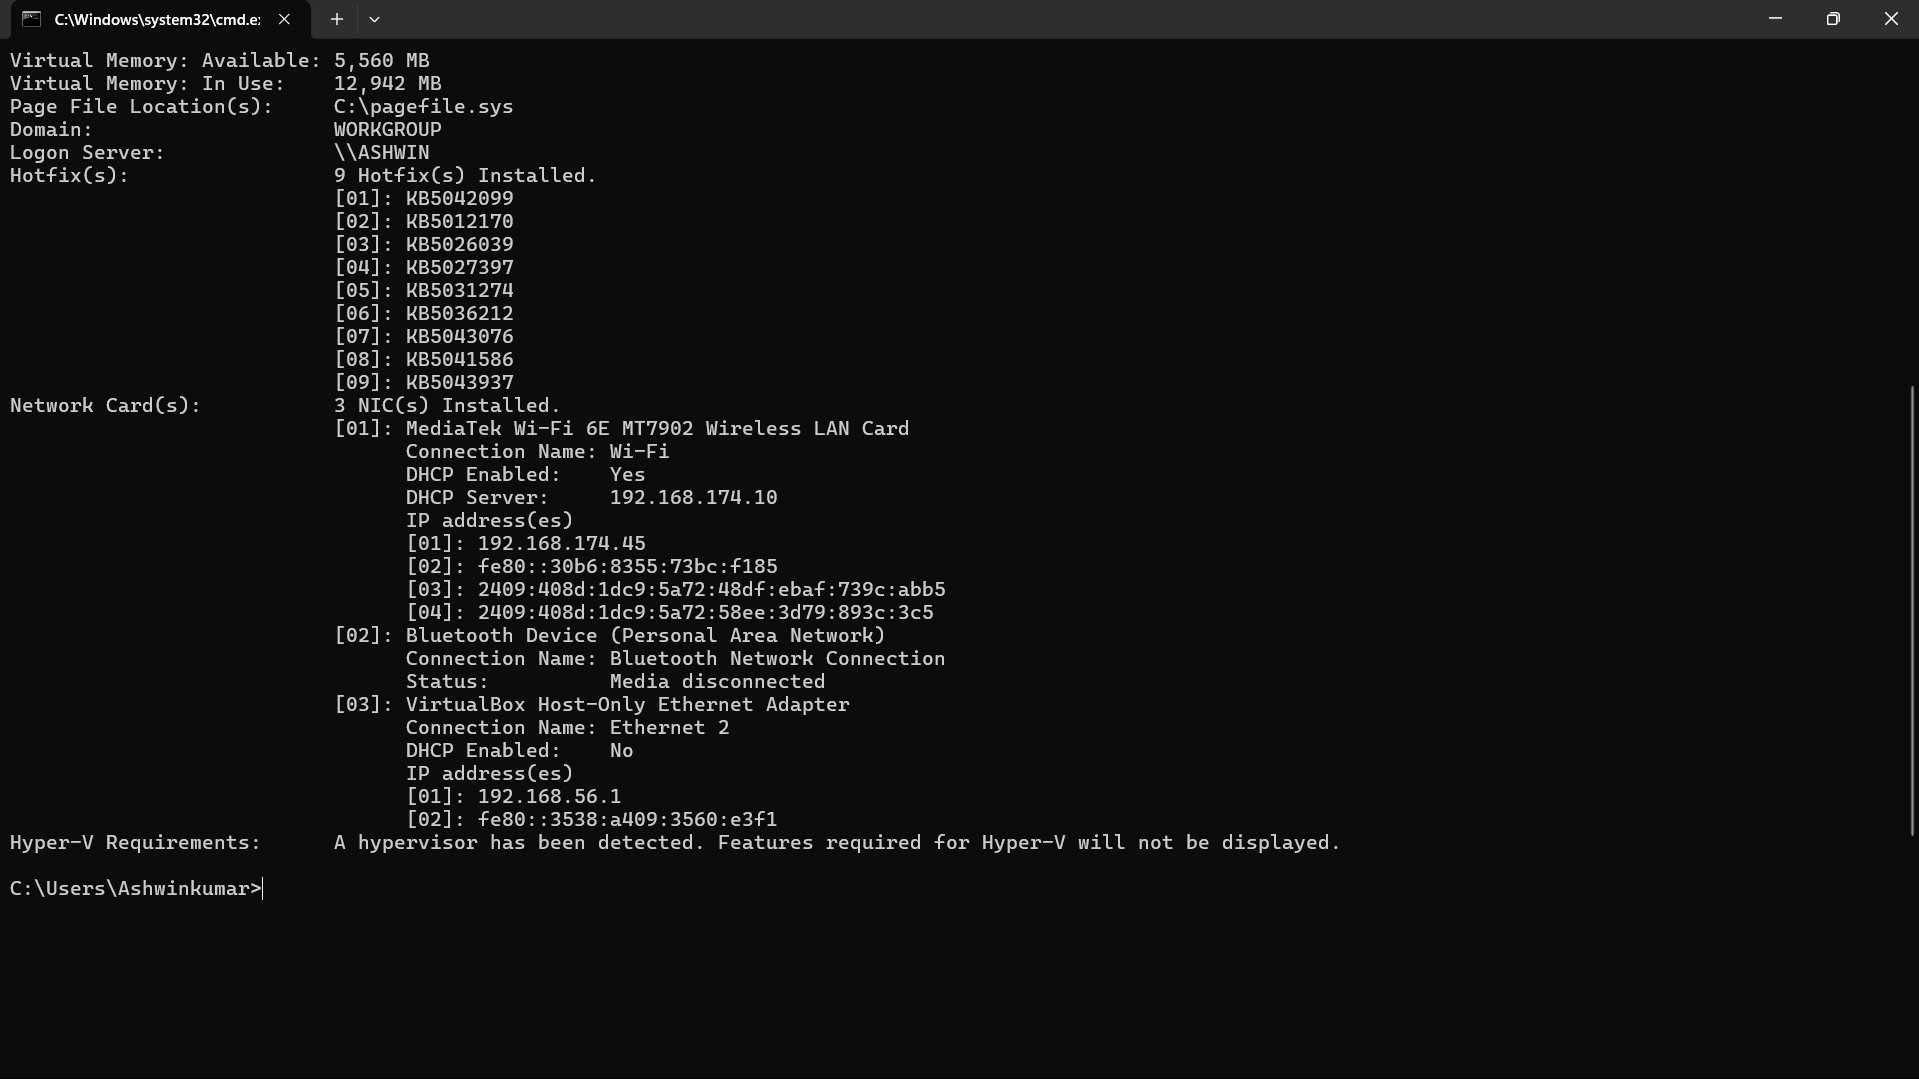 C:\Windows\system32\cmd.e
Virtual Memory: Available: 5,560 MB
Virtual Memory: In Use:    12,942 MB
Page File Location(s):     C:\pagefile.sys
Domain:                    WORKGROUP
Logon Server:              \\ASHWIN
Hotfix(s):                 9 Hotfix(s) Installed.
                           [01]: KB5042099
                           [02]: KB5012170
                           [03]: KB5026039
                           [04]: KB5027397
                           [05]: KB5031274
                           [06]: KB5036212
                           [07]: KB5043076
                           [08]: KB5041586
                           [09]: KB5043937
Network Card(s):           3 NIC(s) Installed.
                           [01]: MediaTek Wi-Fi 6E MT7902 Wireless LAN Card
                                 Connection Name: Wi-Fi
                                 DHCP Enabled:    Yes
                                 DHCP Server:     192.168.174.10
                                 IP address(es)
                                 [01]: 192.168.174.45
                                 [02]: fe80::30b6:8355:73bc:f185
                                 [03]: 2409:408d:1dc9:5a72:48df:ebaf:739c:abb5
                                 [04]: 2409:408d:1dc9:5a72:58ee:3d79:893c:3c5
                           [02]: Bluetooth Device (Personal Area Network)
                                 Connection Name: Bluetooth Network Connection
                                 Status:          Media disconnected
                           [03]: VirtualBox Host-Only Ethernet Adapter
                                 Connection Name: Ethernet 2
                                 DHCP Enabled:    No
                                 IP address(es)
                                 [01]: 192.168.56.1
                                 [02]: fe80::3538:a409:3560:e3f1
Hyper-V Requirements:      A hypervisor has been detected. Features required for Hyper-V will not be displayed.
C:\Users\Ashwinkumar>